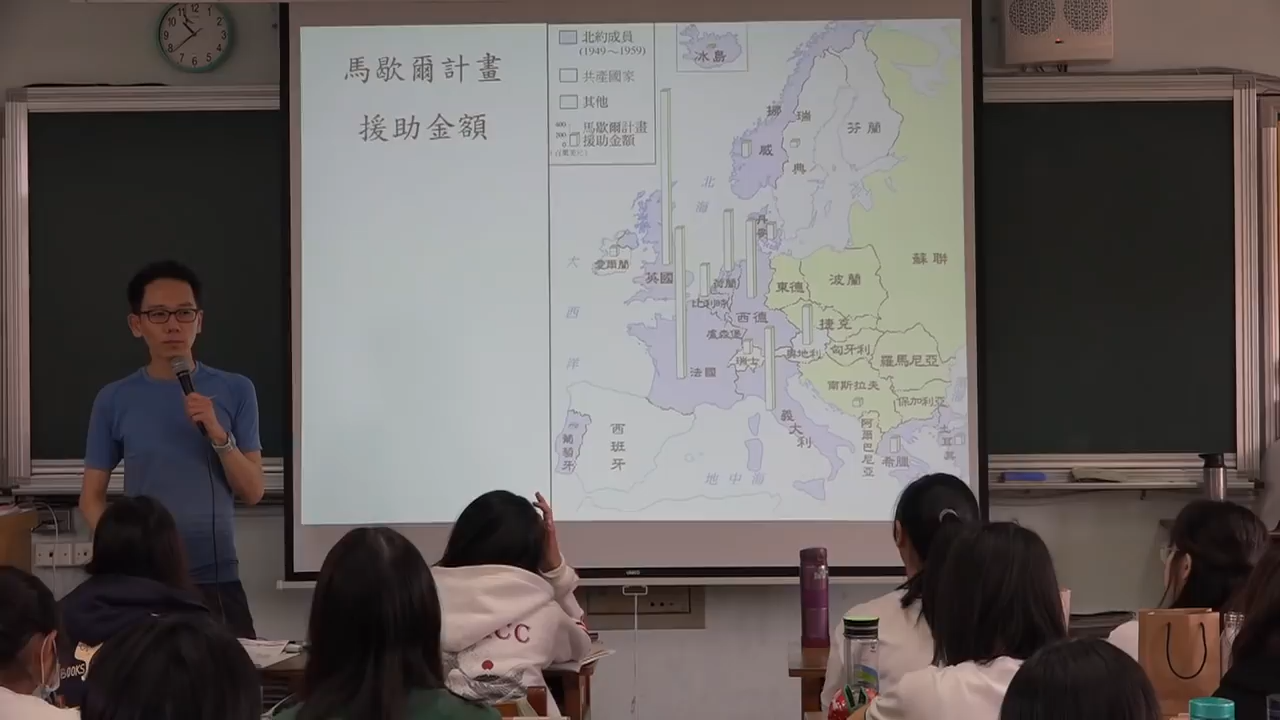 馬歇爾計畫
援助金額
北約成員
(1949~1959)
共產國家
其他
馬歇爾計畫
援助金額
冰島
挪威
瑞典
芬蘭
北海
丹麥
蘇聯
愛爾蘭
英國
荷蘭
比利時
東德
波蘭
西德
盧森堡
捷克
大西洋
法國
瑞士
奧地利
匈牙利
羅馬尼亞
南斯拉夫
保加利亞
義大利
阿爾巴尼亞
希臘
土耳其
葡萄牙
西班牙
地中海
CC
BOOKS